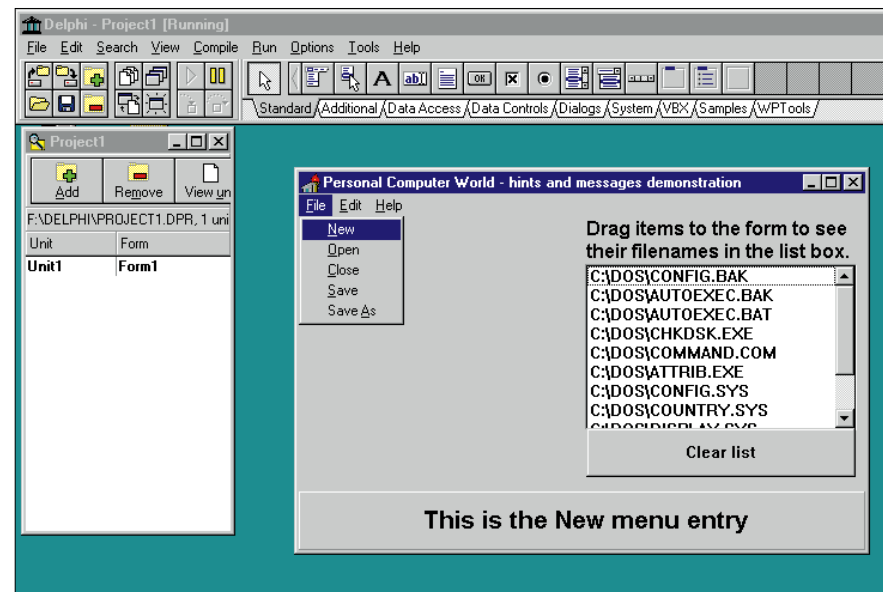 Delphi - Project1 [Running]
File Edit Search View Compile Run Options Tools Help
A ab OK
Standard Additional Data Access Data Controls Dialogs System VBX Samples WPTools
Project1
Add Remove View un
F:\DELPHI\PROJECT1.DPR, 1 uni
Unit Form
Unit1 Form1
Personal Computer World - hints and messages demonstration
File Edit Help
New
Open
Close
Save
Save As
Drag items to the form to see
their filenames in the list box.
C:\DOS\CONFIG.BAK
C:\DOS\AUTOEXEC.BAK
C:\DOS\AUTOEXEC.BAT
C:\DOS\CHKDSK.EXE
C:\DOS\COMMAND.COM
C:\DOS\ATTRIB.EXE
C:\DOS\CONFIG.SYS
C:\DOS\COUNTRY.SYS
C:\DOS\DISPLAY.SYS
Clear list
This is the New menu entry